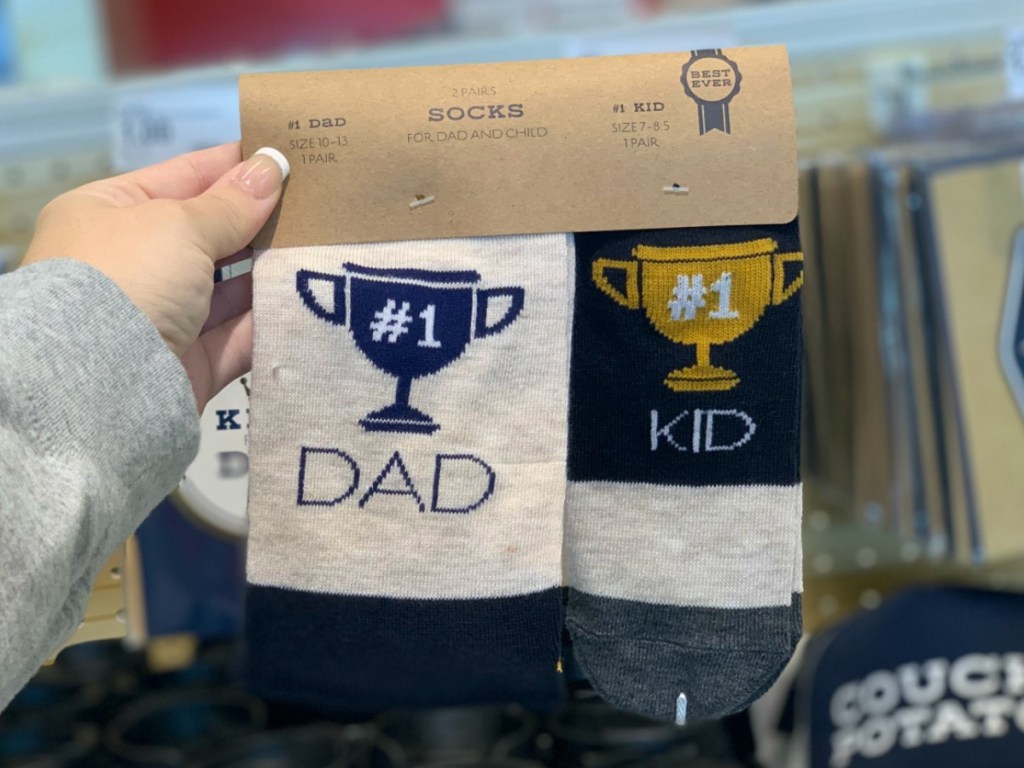 2 PAIRS
SOCKS
FOR DAD AND CHILD
#1 DAD
SIZE 10-13
1 PAIR
#1 KID
SIZE 7-8.5
1 PAIR
BEST
EVER
#1
DAD
#1
KID
COUCH
POTATO